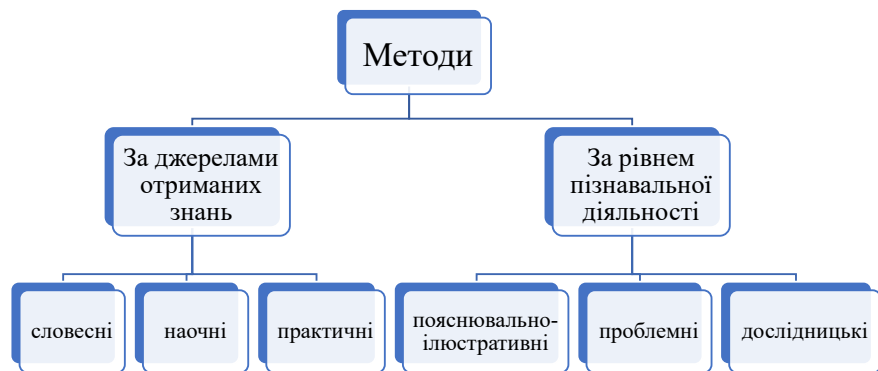 Методи
За джерелами
отриманих
знань
За рівнем
пізнавальної
діяльності
словесні
наочні
практичні
пояснювально-
ілюстративні
проблемні
дослідницькі